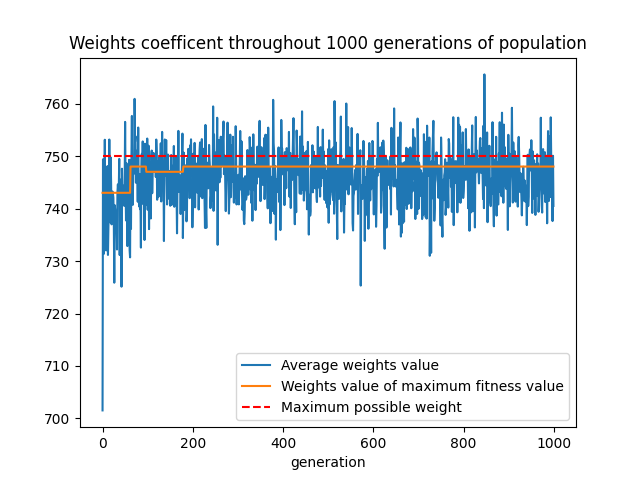 Weights coefficent throughout 1000 generations of population
760
750
740
730
720
710
700
Average weights value
Weights value of maximum fitness value
Maximum possible weight
0 200 400 600 800 1000
generation